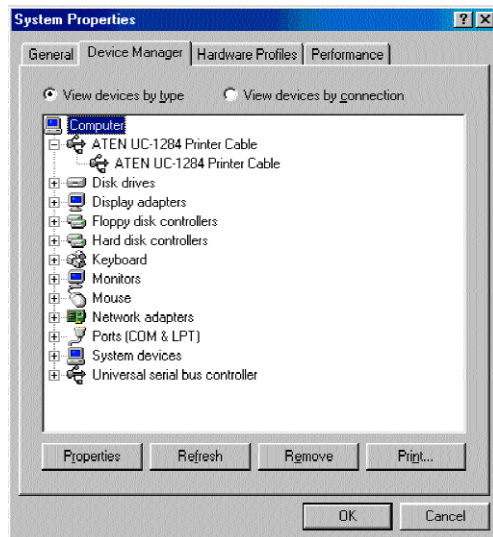 System Properties
General Device Manager Hardware Profiles Performance
View devices by type View devices by connection
Computer
ATEN UC-1284 Printer Cable
ATEN UC-1284 Printer Cable
Disk drives
Display adapters
Floppy disk controllers
Hard disk controllers
Keyboard
Monitors
Mouse
Network adapters
Ports (COM & LPT)
System devices
Universal serial bus controller
Properties Refresh Remove Print...
OK Cancel